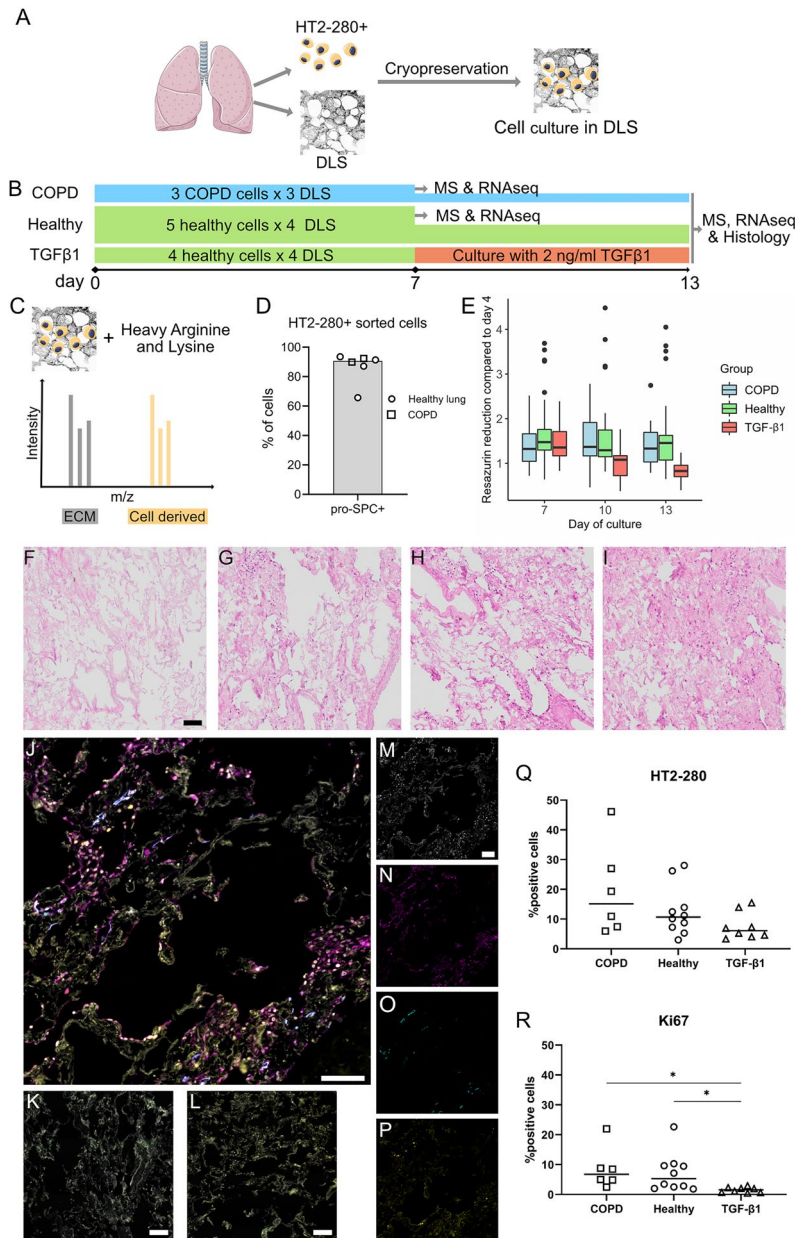 A
HT2-280+
Cryopreservation
DLS
Cell culture in DLS
B
COPD
3 COPD cells x 3 DLS
MS & RNAseq
Healthy
5 healthy cells x 4 DLS
MS & RNAseq
MS, RNAseq
& Histology
TGFβ1
4 healthy cells x 4 DLS
Culture with 2 ng/ml TGFβ1
day
0
7
13
C
+
Heavy Arginine
and Lysine
Intensity
m/z
ECM
Cell derived
D
HT2-280+ sorted cells
% of cells
100
80
60
40
20
0
Healthy lung
COPD
pro-SPC+
E
Resazurin reduction compared to day 4
4
3
2
1
7
10
13
Day of culture
Group
COPD
Healthy
TGF-β1
F
G
H
I
J
K
L
M
N
O
P
Q
HT2-280
%positive cells
50
40
30
20
10
0
COPD
Healthy
TGF-β1
R
Ki67
%positive cells
50
40
30
20
10
0
*
*
COPD
Healthy
TGF-β1